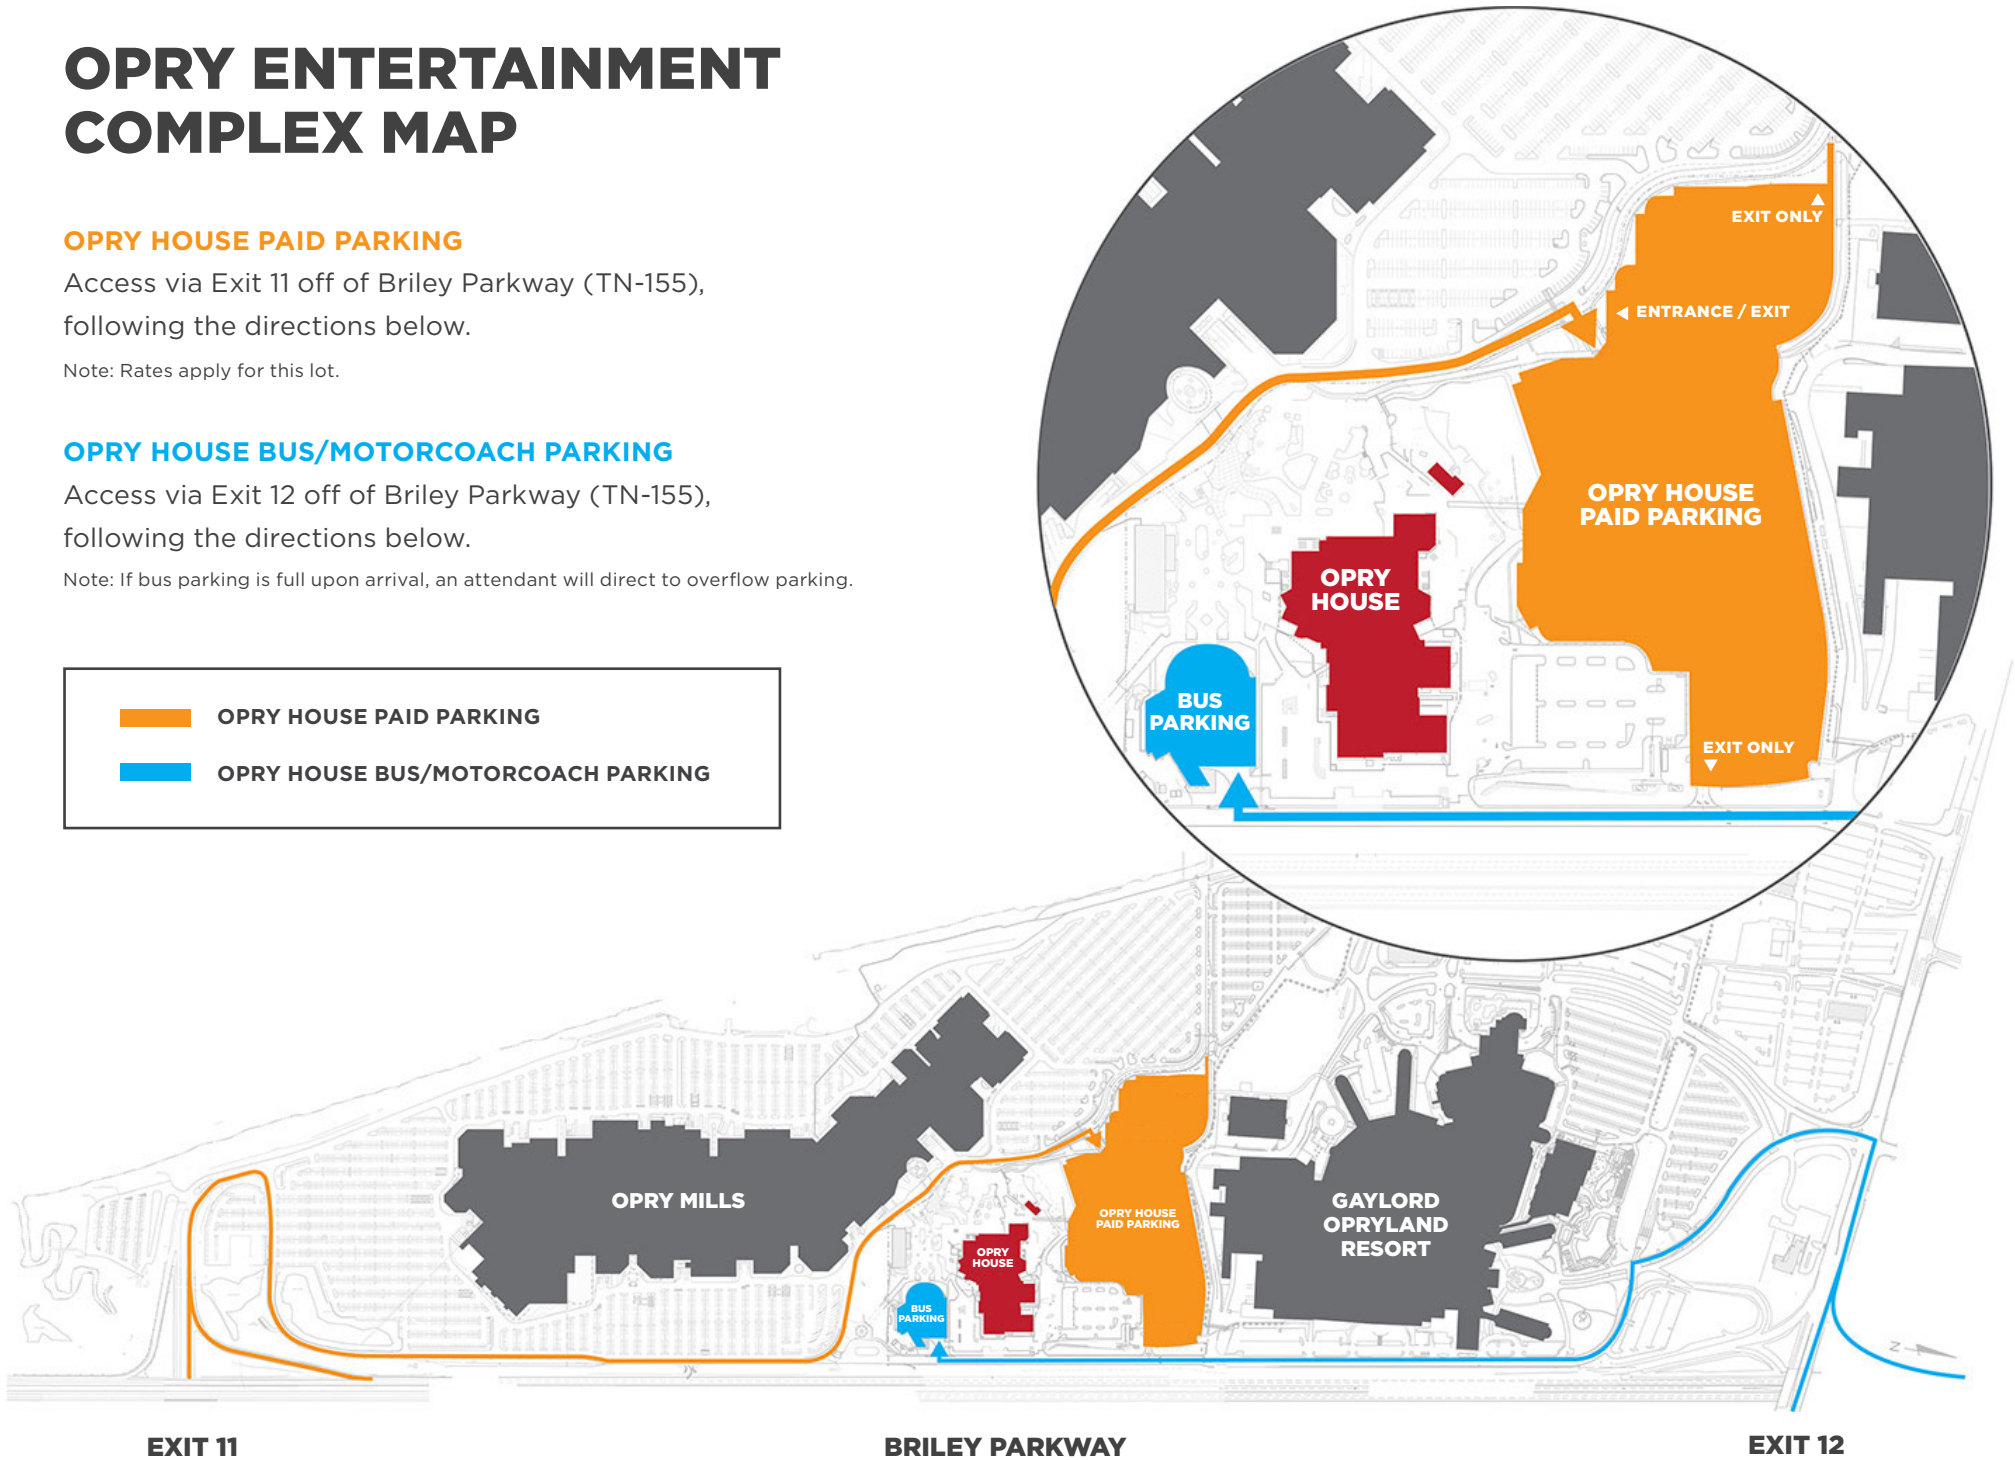 OPRY ENTERTAINMENT
COMPLEX MAP
OPRY HOUSE PAID PARKING
Access via Exit 11 off of Briley Parkway (TN-155),
following the directions below.
Note: Rates apply for this lot.
OPRY HOUSE BUS/MOTORCOACH PARKING
Access via Exit 12 off of Briley Parkway (TN-155),
following the directions below.
Note: If bus parking is full upon arrival, an attendant will direct to overflow parking.
OPRY HOUSE PAID PARKING
OPRY HOUSE BUS/MOTORCOACH PARKING
EXIT ONLY
ENTRANCE / EXIT
OPRY HOUSE
PAID PARKING
OPRY
HOUSE
BUS
PARKING
EXIT ONLY
OPRY MILLS
OPRY HOUSE
PAID PARKING
GAYLORD
OPRYLAND
RESORT
OPRY
HOUSE
BUS
PARKING
Z
EXIT 11
BRILEY PARKWAY
EXIT 12